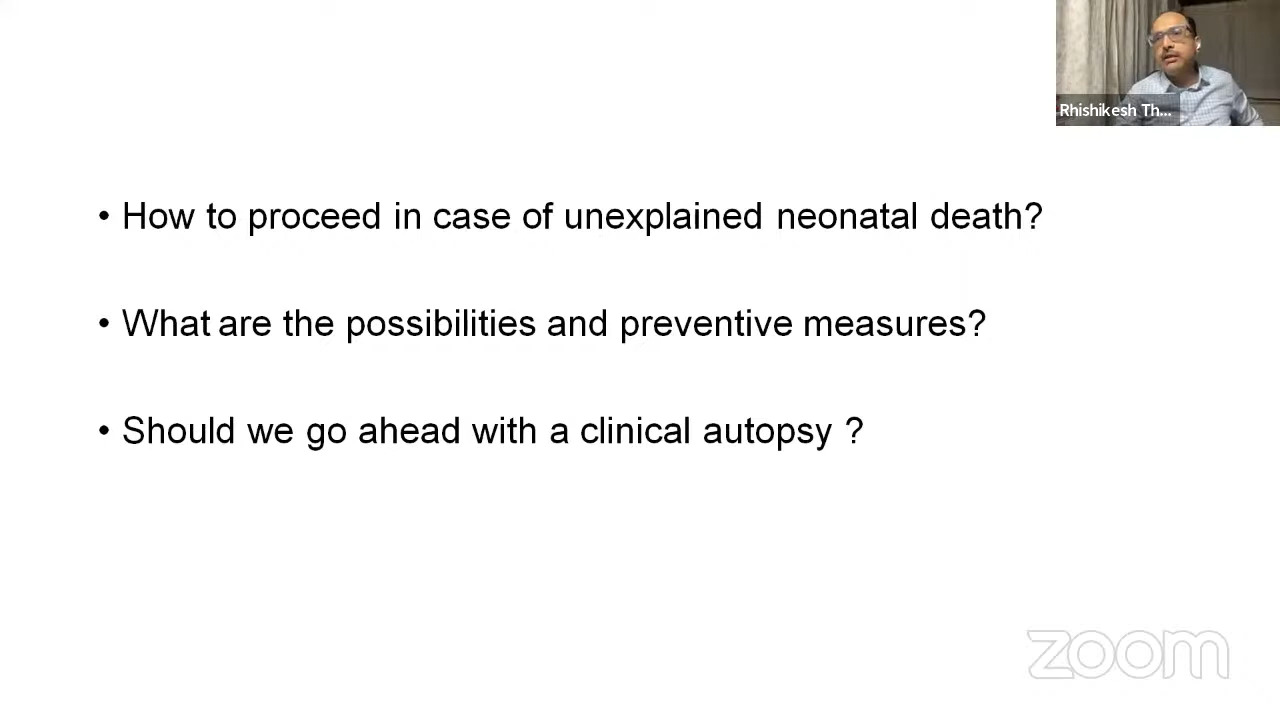 Rhishikesh Th...
• How to proceed in case of unexplained neonatal death?
• What are the possibilities and preventive measures?
• Should we go ahead with a clinical autopsy ?
zoom